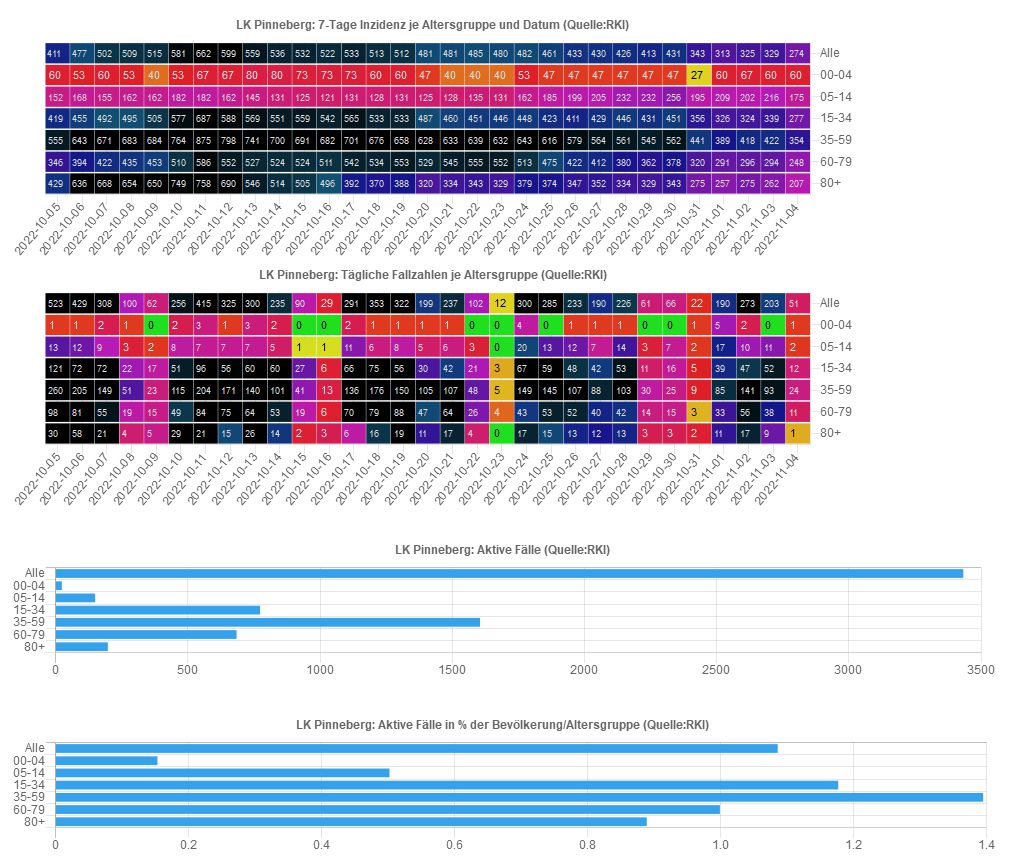 LK Pinneberg: 7-Tage Inzidenz je Altersgruppe und Datum (Quelle:RKI)
411 477 502 509 515 581 662 599 559 536 532 522 533 513 512 481 481 485 480 482 461 433 430 426 413 431 343 313 325 329 274 Alle
60 53 60 53 40 53 67 67 80 80 73 73 73 60 60 47 40 40 40 53 47 47 47 47 47 47 27 60 67 60 60 00-04
152 168 155 162 162 182 182 162 145 131 125 121 131 128 131 125 128 135 131 162 185 199 205 232 232 256 195 209 202 216 175 05-14
419 455 492 495 505 577 687 588 569 551 559 542 565 533 533 487 460 451 446 448 423 411 429 446 431 451 356 326 324 339 277 15-34
555 643 671 683 684 764 875 798 741 700 691 682 701 676 664 628 633 639 632 643 616 579 564 561 545 562 441 389 418 422 354 35-59
346 394 422 435 453 510 586 552 527 524 524 511 542 534 553 529 545 555 552 513 475 422 412 380 362 378 320 291 296 294 248 60-79
429 636 668 654 650 749 758 690 546 514 505 496 392 370 388 320 334 343 329 379 374 347 352 334 329 343 275 257 275 262 207 80+
2022-10-05 2022-10-06 2022-10-07 2022-10-08 2022-10-09 2022-10-10 2022-10-11 2022-10-12 2022-10-13 2022-10-14 2022-10-15 2022-10-16 2022-10-17 2022-10-18 2022-10-19 2022-10-20 2022-10-21 2022-10-22 2022-10-23 2022-10-24 2022-10-25 2022-10-26 2022-10-27 2022-10-28 2022-10-29 2022-10-30 2022-10-31 2022-11-01 2022-11-02 2022-11-03 2022-11-04
LK Pinneberg: Tägliche Fallzahlen je Altersgruppe (Quelle:RKI)
523 429 308 100 62 256 415 325 300 235 90 29 291 353 322 199 237 102 12 300 285 233 190 226 61 66 22 190 273 203 51 Alle
1 1 2 1 0 2 3 1 3 2 0 0 2 1 1 1 1 0 0 4 0 1 1 1 0 0 1 5 2 0 1 00-04
13 12 9 3 2 8 7 7 7 5 1 1 11 6 8 5 6 3 0 20 13 12 7 14 3 7 2 17 10 11 2 05-14
121 72 72 22 17 51 96 56 60 60 27 6 66 75 56 30 42 21 3 67 54 48 42 53 11 16 5 39 47 52 12 15-34
260 205 149 51 23 115 204 171 140 101 41 13 136 176 150 105 107 48 5 149 145 107 88 103 30 25 9 85 141 93 24 35-59
98 81 55 19 15 49 84 75 64 53 19 6 70 79 88 47 64 26 4 43 53 52 40 42 14 15 3 33 56 38 11 60-79
30 58 21 4 5 29 21 15 26 14 2 3 6 16 19 11 17 4 0 17 15 13 12 13 3 3 2 11 17 9 1 80+
2022-10-05 2022-10-06 2022-10-07 2022-10-08 2022-10-09 2022-10-10 2022-10-11 2022-10-12 2022-10-13 2022-10-14 2022-10-15 2022-10-16 2022-10-17 2022-10-18 2022-10-19 2022-10-20 2022-10-21 2022-10-22 2022-10-23 2022-10-24 2022-10-25 2022-10-26 2022-10-27 2022-10-28 2022-10-29 2022-10-30 2022-10-31 2022-11-01 2022-11-02 2022-11-03 2022-11-04
LK Pinneberg: Aktive Fälle (Quelle:RKI)
Alle
00-04
05-14
15-34
35-59
60-79
80+
0 500 1000 1500 2000 2500 3000 3500
LK Pinneberg: Aktive Fälle in % der Bevölkerung/Altersgruppe (Quelle:RKI)
Alle
00-04
05-14
15-34
35-59
60-79
80+
0 0.2 0.4 0.6 0.8 1.0 1.2 1.4